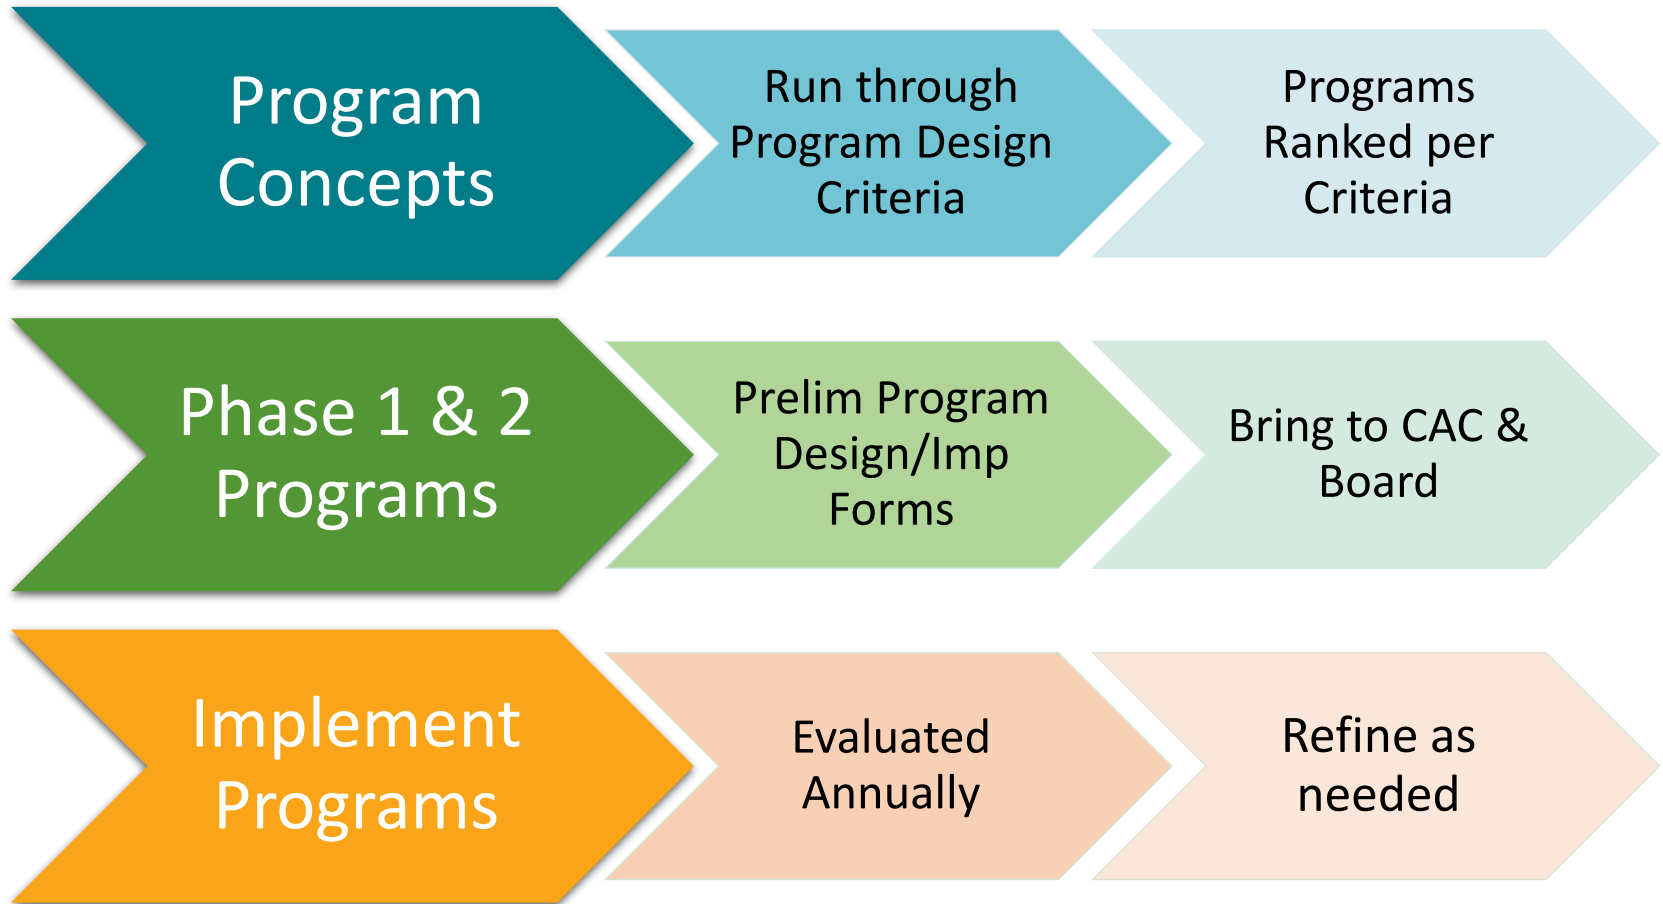 Program
Concepts
Run through
Program Design
Criteria
Programs
Ranked per
Criteria
Phase 1 & 2
Programs
Prelim Program
Design/Imp
Forms
Bring to CAC &
Board
Implement
Programs
Evaluated
Annually
Refine as
needed